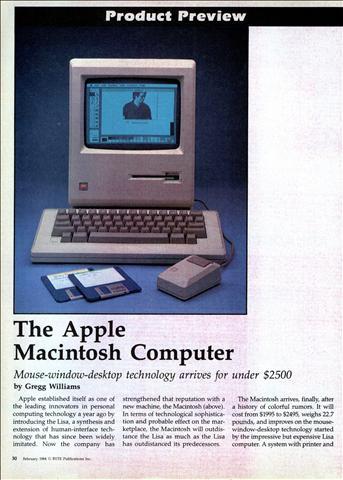 Product Preview
The Apple
Macintosh Computer
Mouse-window-desktop technology arrives for under $2500
by Gregg Williams
Apple established itself as one of
the leading innovators in personal
computing technology a year ago by
introducing the Lisa, a synthesis and
extension of human-interface tech-
nology that has since been widely
imitated. Now the company has
strengthened that reputation with a
new machine, the Macintosh (above).
In terms of technological sophistica-
tion and probable effect on the mar-
ketplace, the Macintosh will outdis-
tance the Lisa as much as the Lisa
has outdistanced its predecessors.
The Macintosh arrives, finally, after
a history of colorful rumors. It will
cost from $1995 to $2495, weighs 22.7
pounds, and improves on the mouse-
window-desktop technology started
by the impressive but expensive Lisa
computer. A system with printer and
30 February 1984 © BYTE Publications Inc.